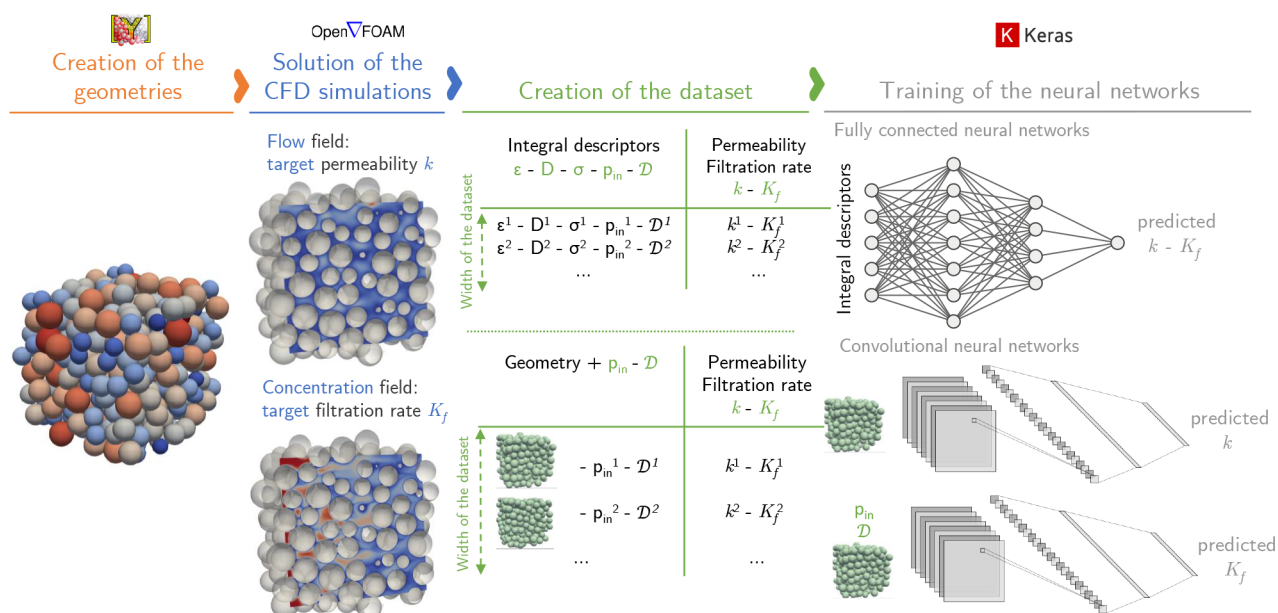 Y
Creation of the
geometries
Open∇FOAM
Solution of the
CFD simulations
Creation of the dataset
K Keras
Training of the neural networks
Flow field:
target permeability k
Concentration field:
target filtration rate K_f
Integral descriptors
ε - D - σ - p_in - 𝒟
Permeability
Filtration rate
k - K_f
Width of the dataset
ε¹ - D¹ - σ¹ - p_in¹ - 𝒟¹
k¹ - K_f¹
ε² - D² - σ² - p_in² - 𝒟²
k² - K_f²
...
...
Geometry + p_in - 𝒟
Permeability
Filtration rate
k - K_f
Width of the dataset
- p_in¹ - 𝒟¹
k¹ - K_f¹
- p_in² - 𝒟²
k² - K_f²
...
...
Fully connected neural networks
Integral descriptors
predicted
k - K_f
Convolutional neural networks
predicted
k
p_in
𝒟
predicted
K_f